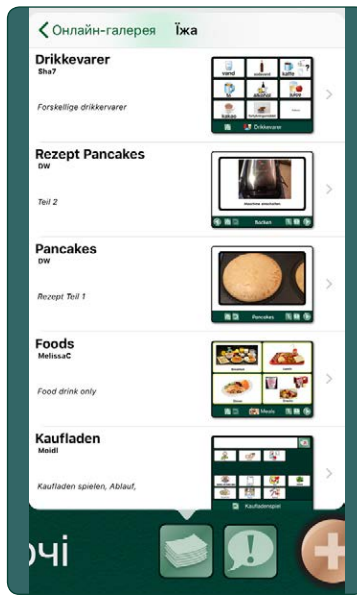 Онлайн-галерея Їжа
Drikkevarer
Sha7
Forskellige drikkevarer
vand
kaffe
kakao
Drikkevarer
Rezept Pancakes
DW
Teil 2
Backen
Pancakes
DW
Rezept Teil 1
Pancakes
Foods
MelissaC
Food drink only
Meals
Kaufladen
Moidl
Kaufladen spielen, Ablauf,
Kaufladenspiel
очі